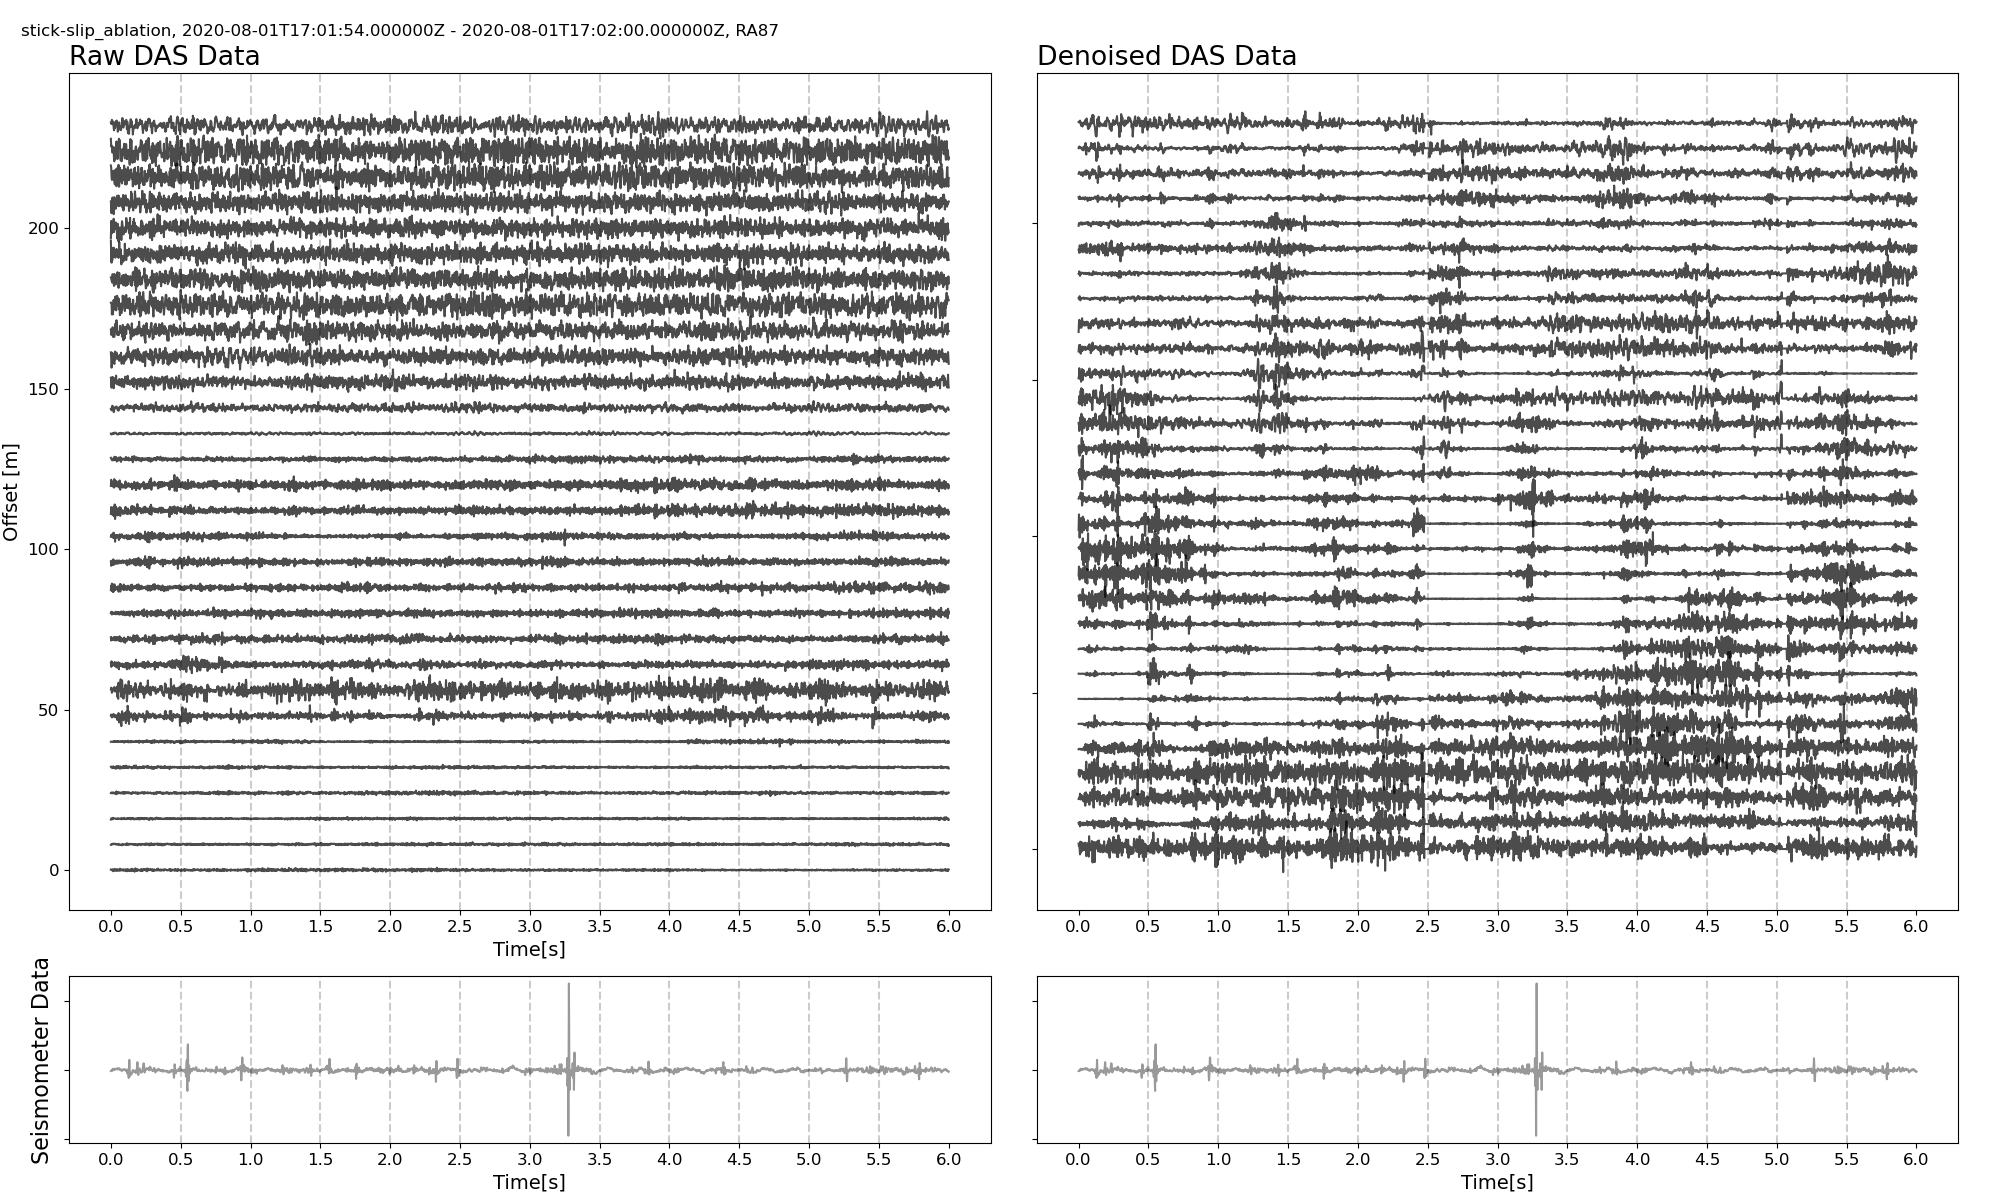 stick-slip_ablation, 2020-08-01T17:01:54.000000Z - 2020-08-01T17:02:00.000000Z, RA87
Raw DAS Data
Denoised DAS Data
Offset [m]
200
150
100
50
0
0.0 0.5 1.0 1.5 2.0 2.5 3.0 3.5 4.0 4.5 5.0 5.5 6.0
Time[s]
0.0 0.5 1.0 1.5 2.0 2.5 3.0 3.5 4.0 4.5 5.0 5.5 6.0
Seismometer Data
0.0 0.5 1.0 1.5 2.0 2.5 3.0 3.5 4.0 4.5 5.0 5.5 6.0
Time[s]
0.0 0.5 1.0 1.5 2.0 2.5 3.0 3.5 4.0 4.5 5.0 5.5 6.0
Time[s]